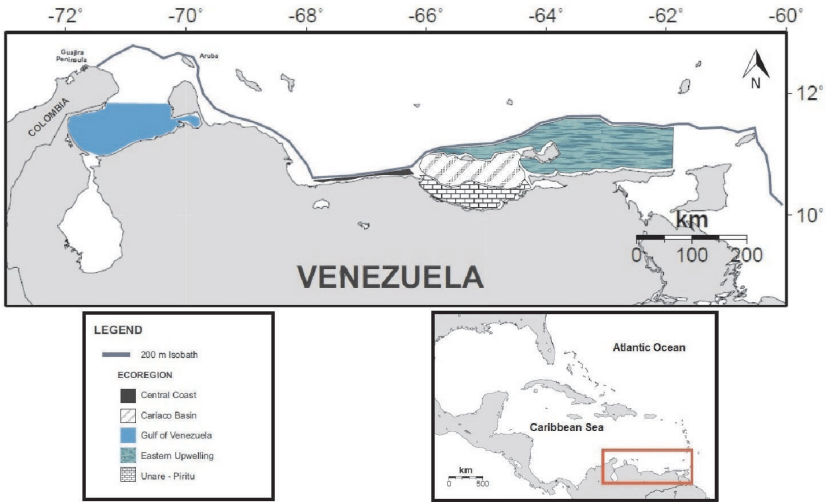 -72° -70° -68° -66° -64° -62° -60°
Guajira
Peninsula
Aruba
COLOMBIA
N
12°
10°
km
0 100 200
VENEZUELA
LEGEND
200 m Isobath
ECOREGION
Central Coast
Cariaco Basin
Gulf of Venezuela
Eastern Upwelling
Unare - Piritu
Atlantic Ocean
Caribbean Sea
km
0 500